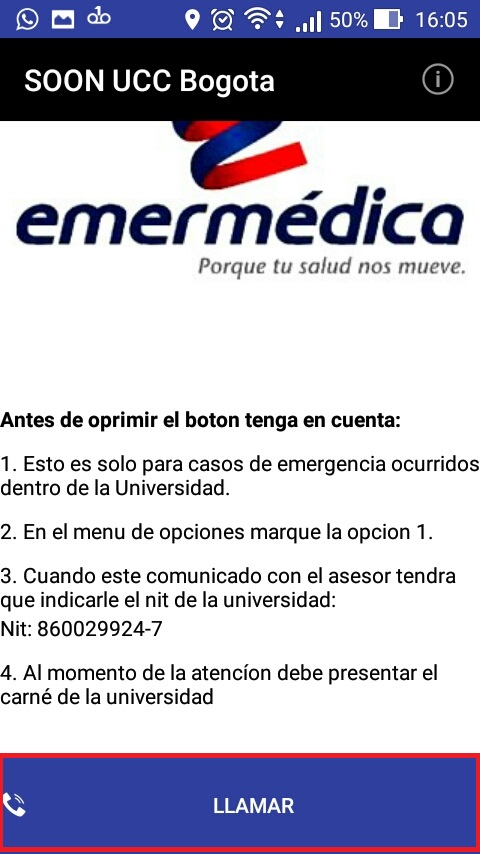 50% 16:05
SOON UCC Bogota
emermédica
Porque tu salud nos mueve.
Antes de oprimir el boton tenga en cuenta:
1. Esto es solo para casos de emergencia ocurridos
dentro de la Universidad.
2. En el menu de opciones marque la opcion 1.
3. Cuando este comunicado con el asesor tendra
que indicarle el nit de la universidad:
Nit: 860029924-7
4. Al momento de la atencíon debe presentar el
carné de la universidad
LLAMAR